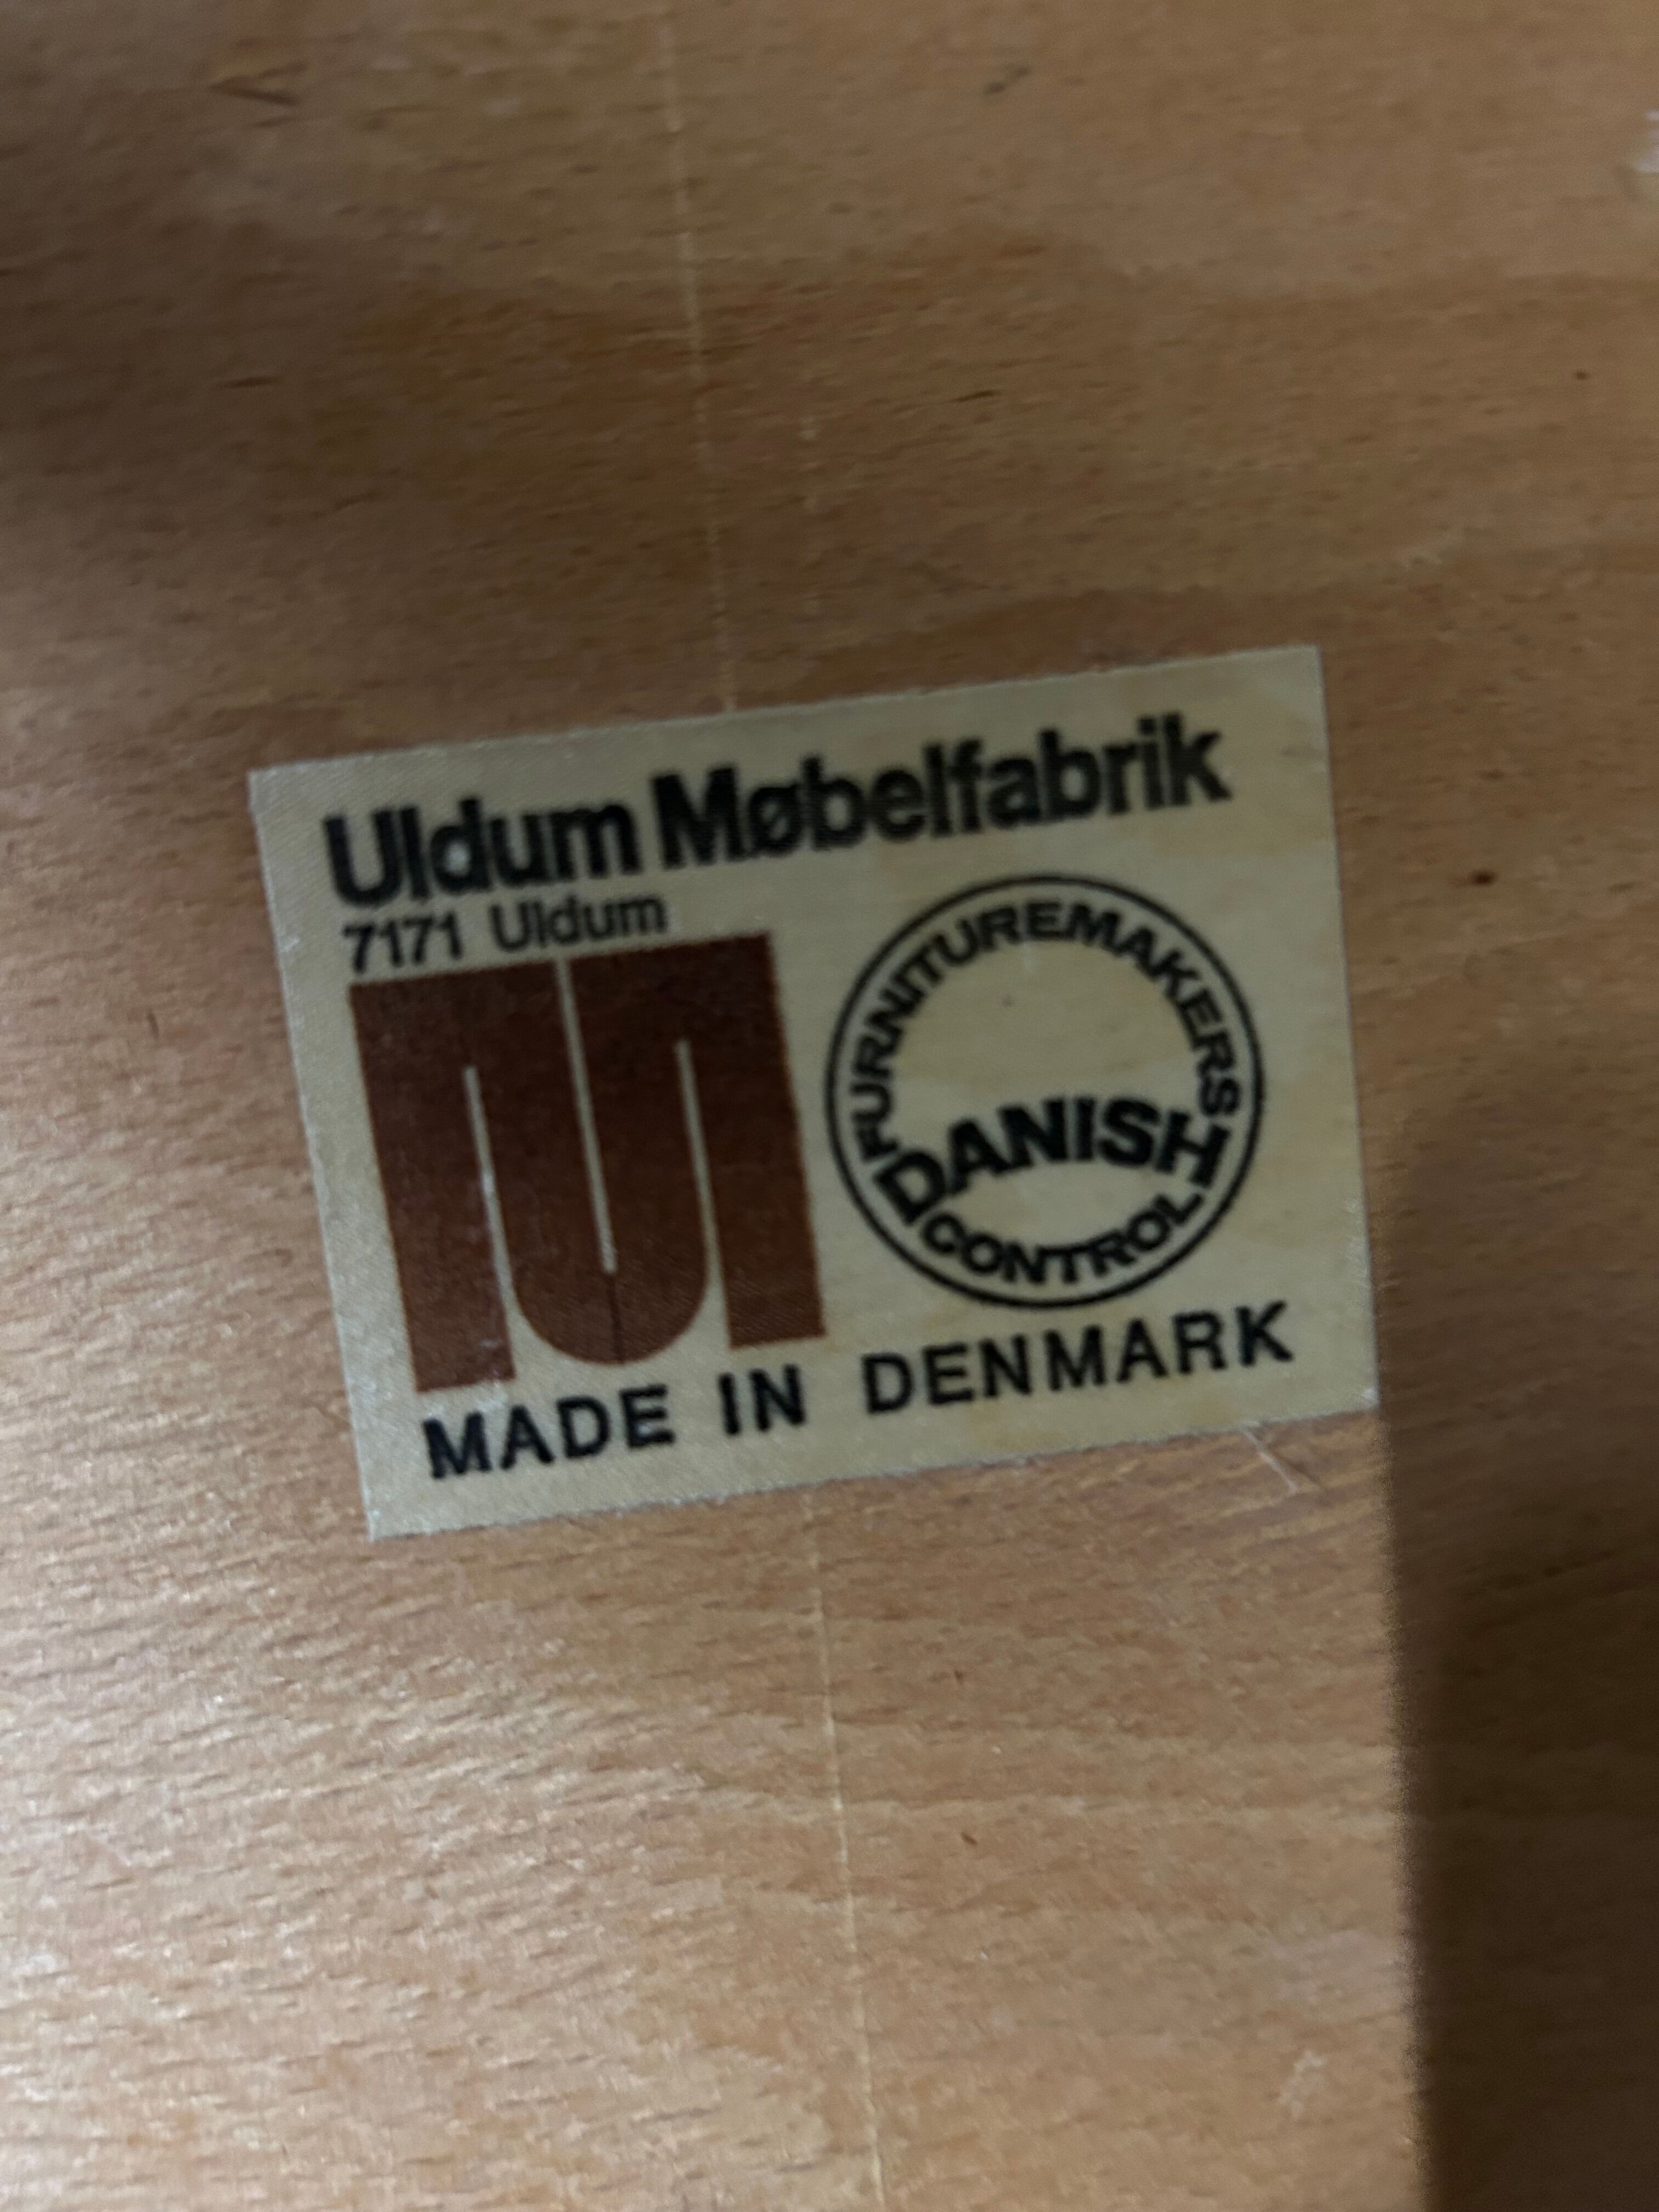 Uldum Møbelfabrik
7171 Uldum
FURNITUREMAKERS
DANISH
CONTROL
MADE IN DENMARK